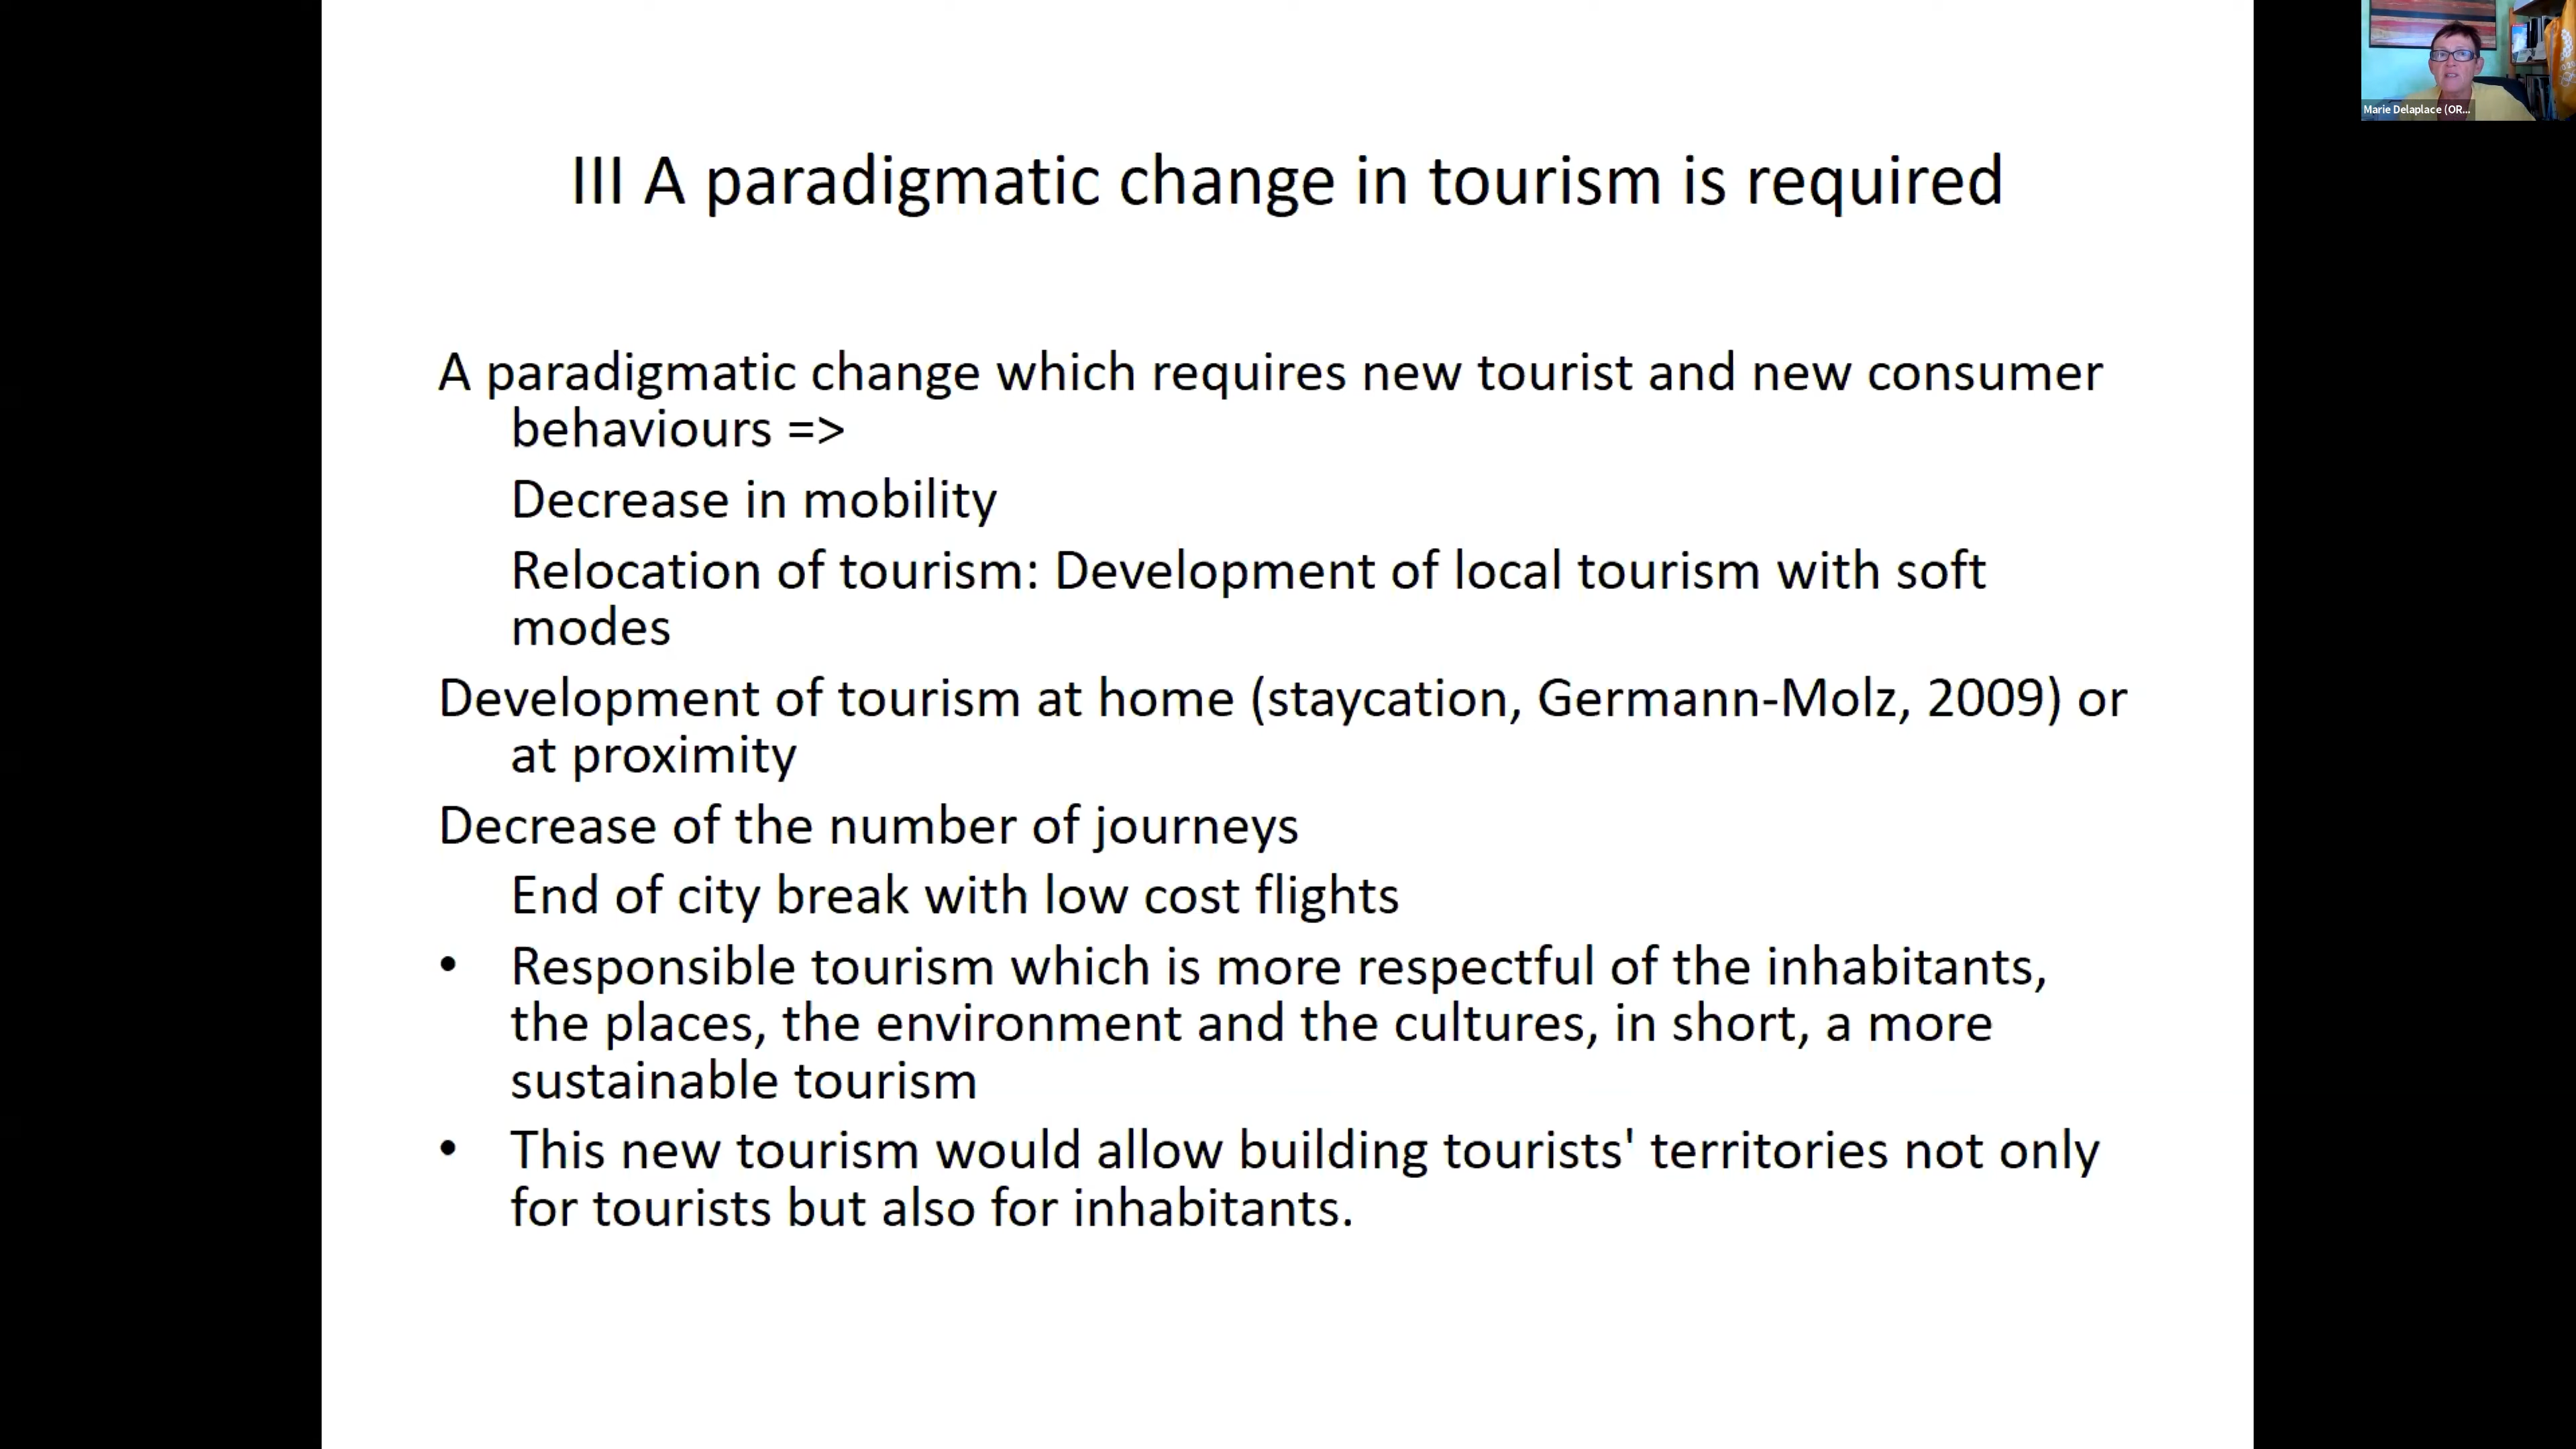 Marie Delaplace (OR...
III A paradigmatic change in tourism is required
A paradigmatic change which requires new tourist and new consumer
behaviours =>
Decrease in mobility
Relocation of tourism: Development of local tourism with soft
modes
Development of tourism at home (staycation, Germann-Molz, 2009) or
at proximity
Decrease of the number of journeys
End of city break with low cost flights
• Responsible tourism which is more respectful of the inhabitants,
the places, the environment and the cultures, in short, a more
sustainable tourism
• This new tourism would allow building tourists' territories not only
for tourists but also for inhabitants.